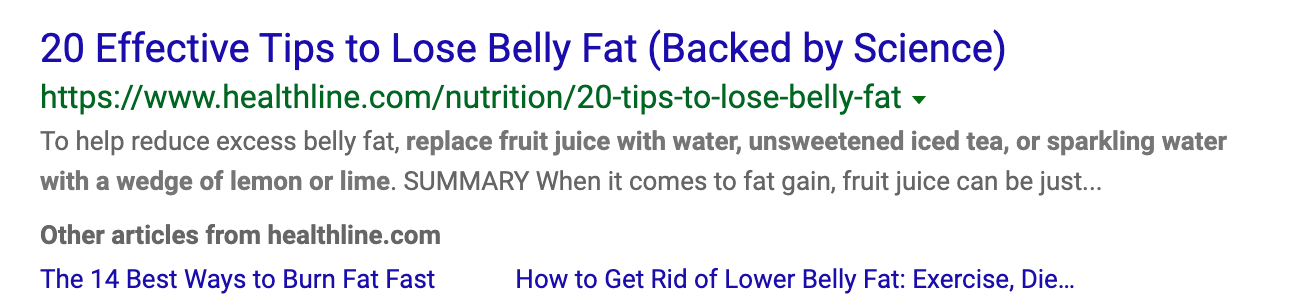 20 Effective Tips to Lose Belly Fat (Backed by Science)
https://www.healthline.com/nutrition/20-tips-to-lose-belly-fat
To help reduce excess belly fat, replace fruit juice with water, unsweetened iced tea, or sparkling water
with a wedge of lemon or lime. SUMMARY When it comes to fat gain, fruit juice can be just...
Other articles from healthline.com
The 14 Best Ways to Burn Fat Fast How to Get Rid of Lower Belly Fat: Exercise, Die...